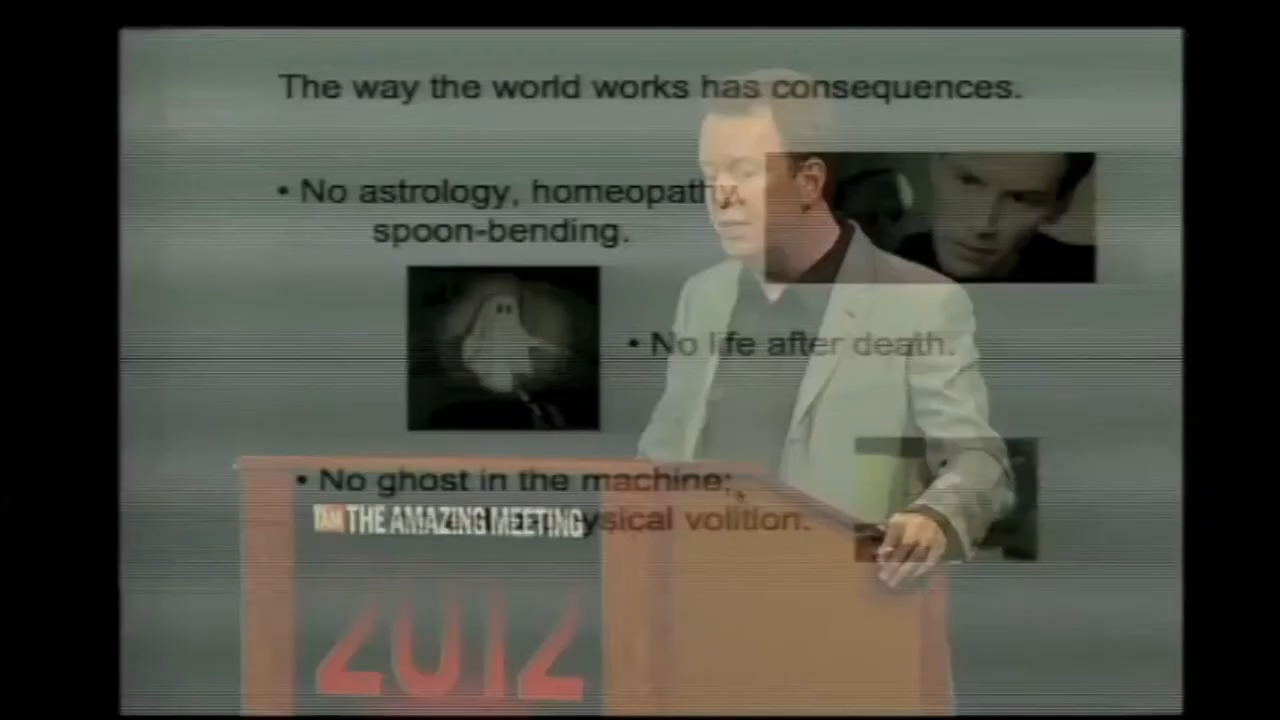 The way the world works has consequences.
• No astrology, homeopathy,
spoon-bending.
• No life after death.
• No ghost in the machine;
physical volition.
TAM THE AMAZING MEETING
2012